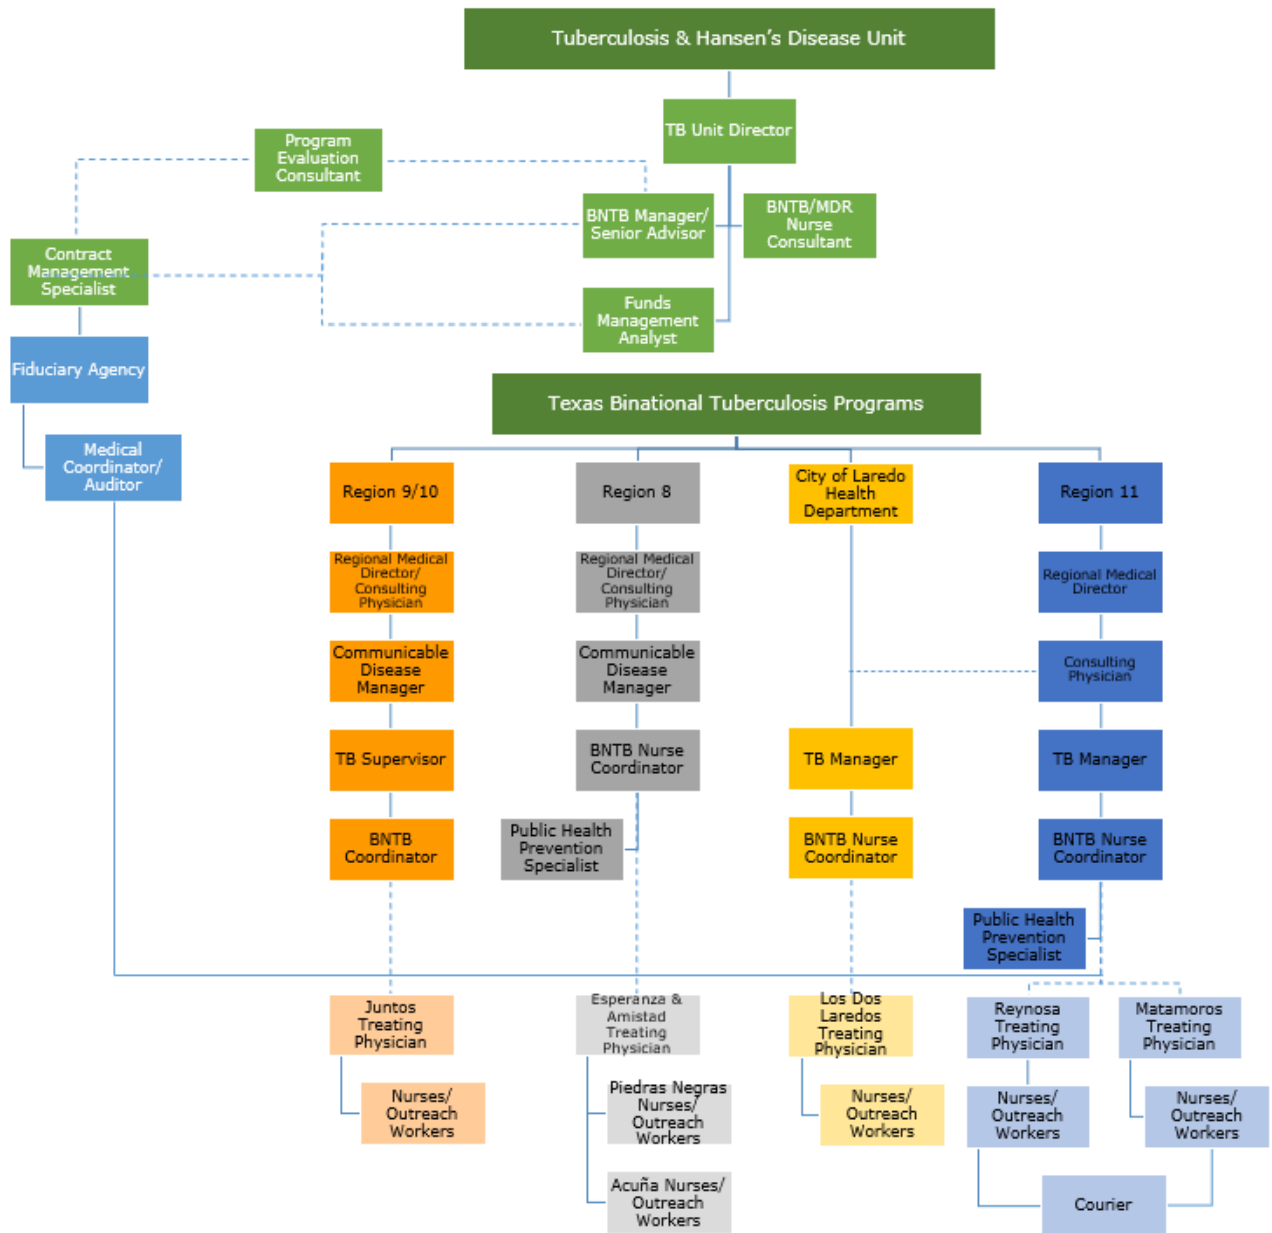 Tuberculosis & Hansen's Disease Unit
TB Unit Director
Program
Evaluation
Consultant
BNTB Manager/
Senior Advisor
BNTB/MDR
Nurse
Consultant
Contract
Management
Specialist
Funds
Management
Analyst
Fiduciary Agency
Medical
Coordinator/
Auditor
Texas Binational Tuberculosis Programs
Region 9/10
Region 8
City of Laredo
Health
Department
Region 11
Regional Medical
Director/
Consulting
Physician
Regional Medical
Director/
Consulting
Physician
Regional Medical
Director
Communicable
Disease
Manager
Communicable
Disease
Manager
Consulting
Physician
TB Supervisor
BNTB Nurse
Coordinator
TB Manager
TB Manager
BNTB
Coordinator
Public Health
Prevention
Specialist
BNTB Nurse
Coordinator
BNTB Nurse
Coordinator
Public Health
Prevention
Specialist
Juntos
Treating
Physician
Esperanza &
Amistad
Treating
Physician
Los Dos
Laredos
Treating
Physician
Reynosa
Treating
Physician
Matamoros
Treating
Physician
Nurses/
Outreach
Workers
Piedras Negras
Nurses/
Outreach
Workers
Nurses/
Outreach
Workers
Nurses/
Outreach
Workers
Nurses/
Outreach
Workers
Acuña Nurses/
Outreach
Workers
Courier